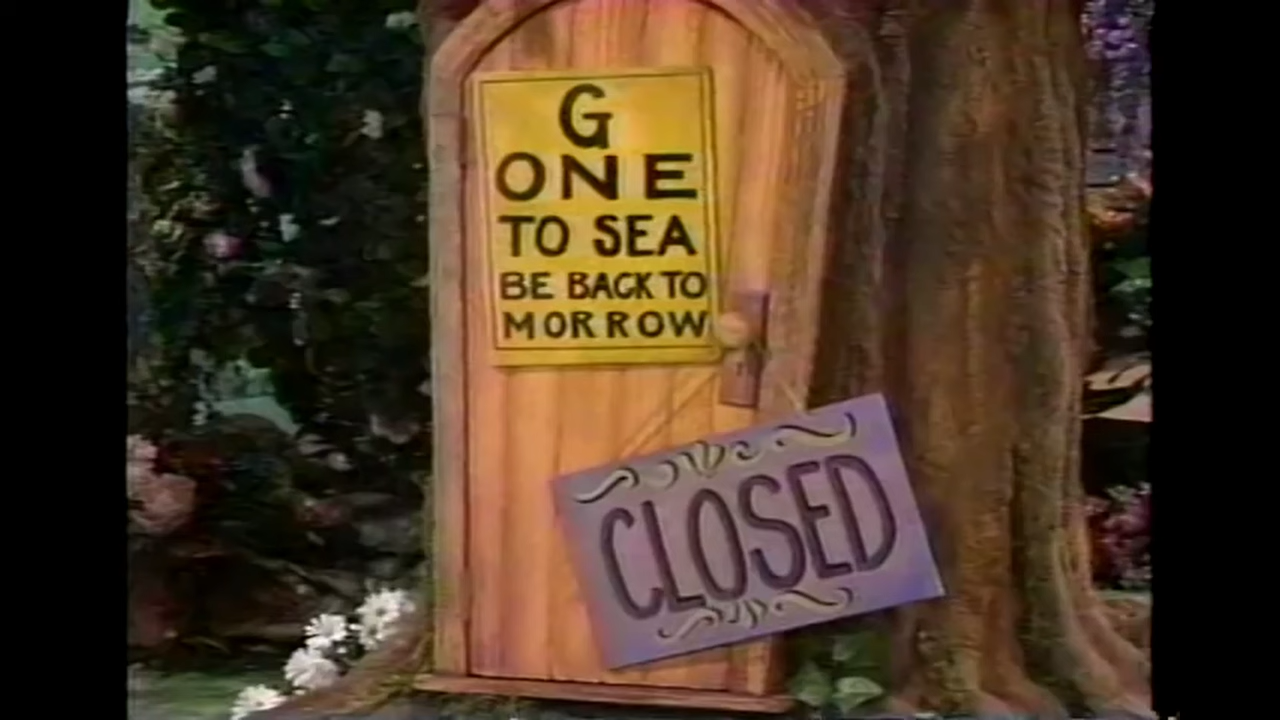 G
ONE
TO SEA
BE BACK TO
MORROW
CLOSED